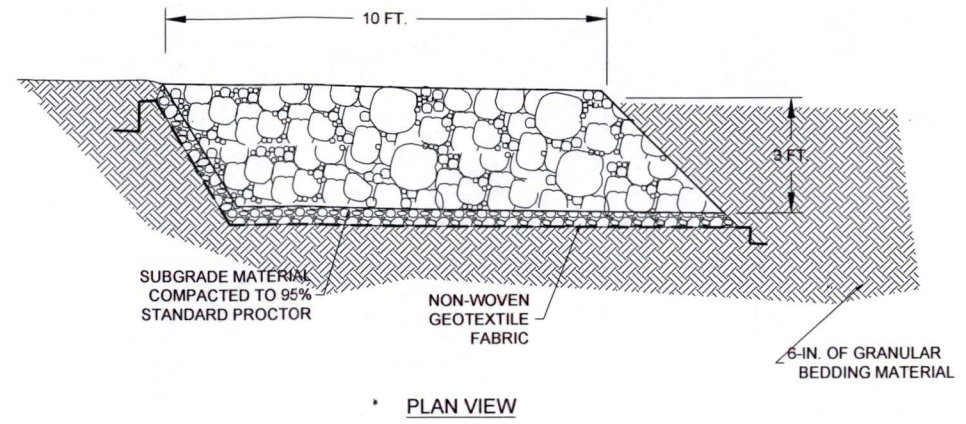 10 FT.
3 FT.
SUBGRADE MATERIAL
COMPACTED TO 95%
STANDARD PROCTOR
NON-WOVEN
GEOTEXTILE
FABRIC
6-IN. OF GRANULAR
BEDDING MATERIAL
PLAN VIEW